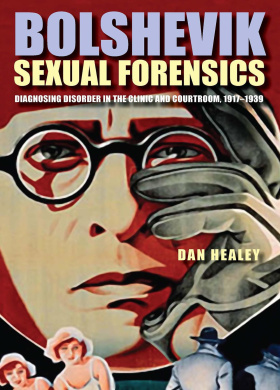 BOLSHEVIK
SEXUAL FORENSICS
DIAGNOSING DISORDER IN THE CLINIC AND COURTROOM, 1917–1939
DAN HEALEY